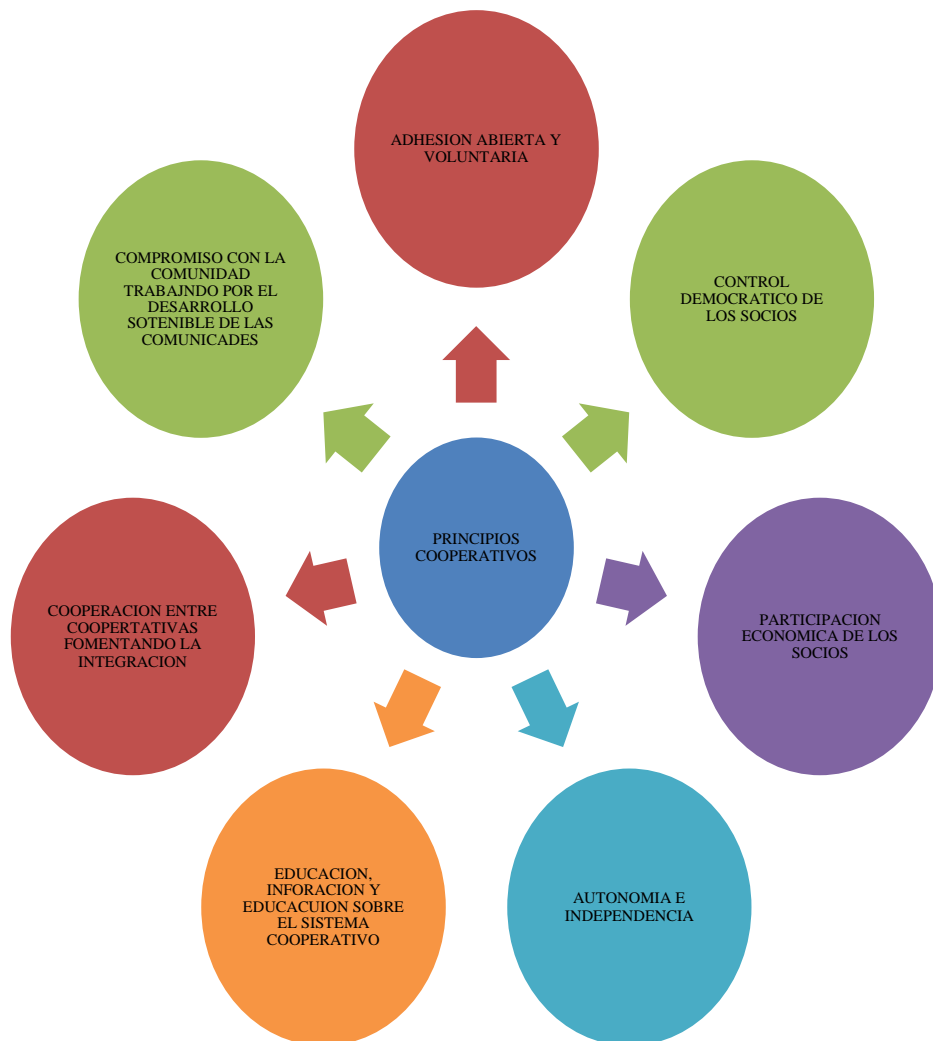 ADHESION ABIERTA Y
VOLUNTARIA
COMPROMISO CON LA
COMUNIDAD
TRABAJNDO POR EL
DESARROLLO
SOTENIBLE DE LAS
COMUNICADES
CONTROL
DEMOCRATICO DE
LOS SOCIOS
PRINCIPIOS
COOPERATIVOS
COOPERACION ENTRE
COOPERTATIVAS
FOMENTANDO LA
INTEGRACION
PARTICIPACION
ECONOMICA DE LOS
SOCIOS
EDUCACION,
INFORACION Y
EDUCACUION SOBRE
EL SISTEMA
COOPERATIVO
AUTONOMIA E
INDEPENDENCIA